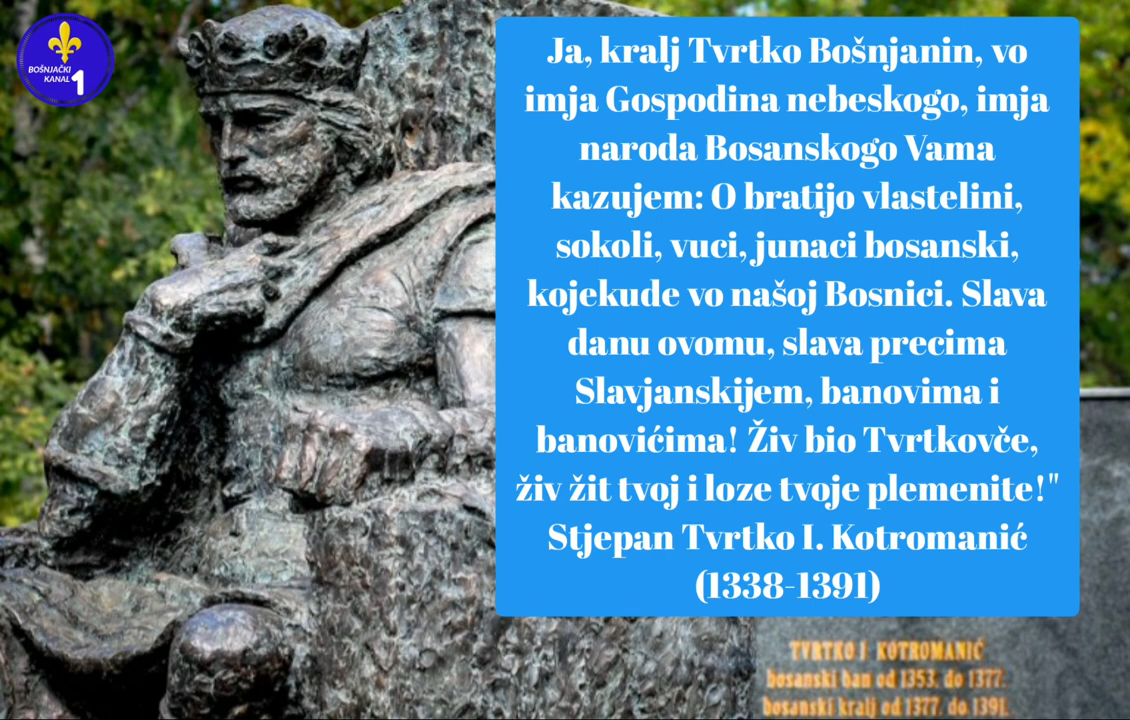 BOŠNJAČKI
KANAL 1
Ja, kralj Tvrtko Bošnjanin, vo
imja Gospodina nebeskogo, imja
naroda Bosanskogo Vama
kazujem: O bratijo vlastelini,
sokoli, vuci, junaci bosanski,
kojekude vo našoj Bosnici. Slava
danu ovomu, slava precima
Slavjanskijem, banovima i
banovićima! Živ bio Tvrtkovče,
živ žit tvoj i loze tvoje plemenite!"
Stjepan Tvrtko I. Kotromanić
(1338-1391)
TVRTKO I KOTROMANIĆ
bosanski ban od 1353. do 1377.
bosanski kralj od 1377. do 1391.